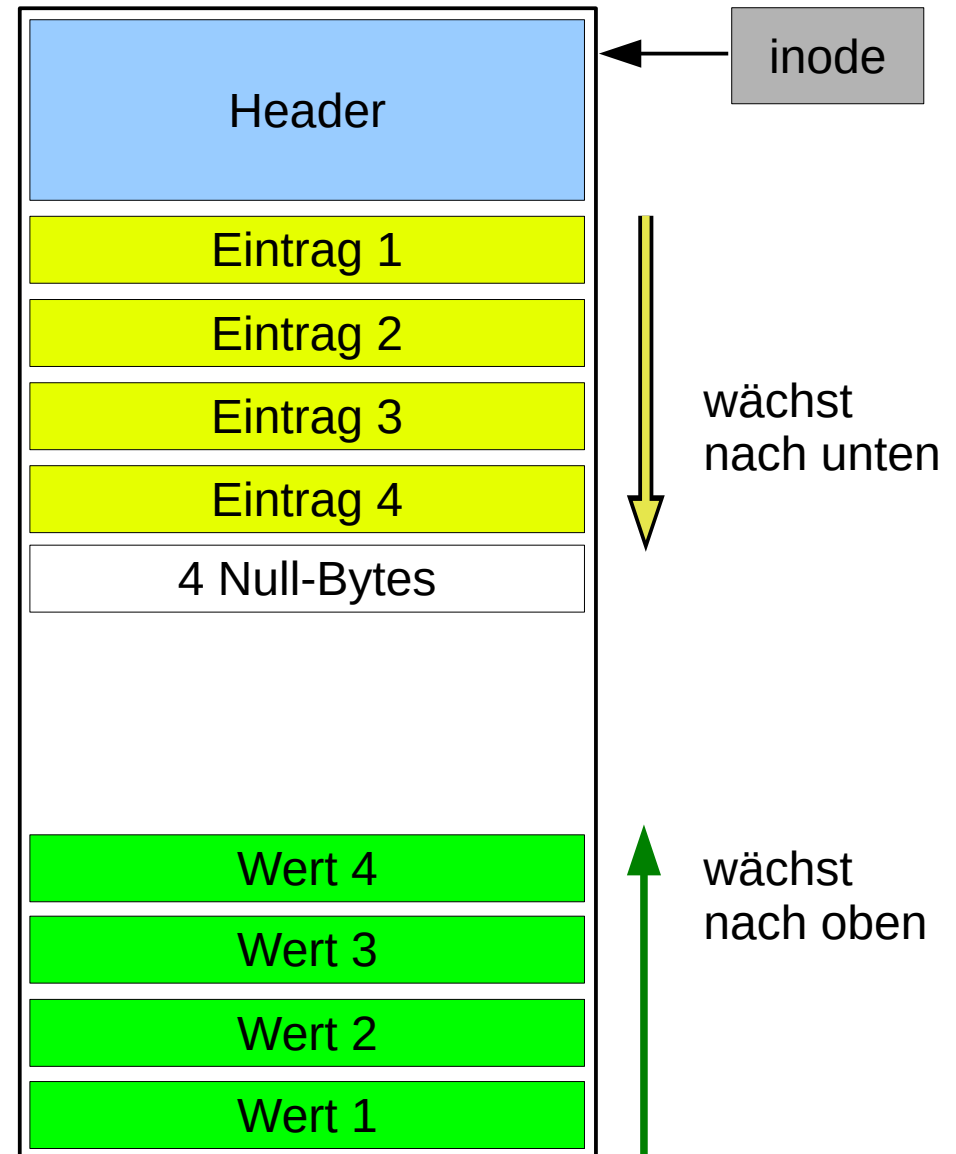 inode
Header
Eintrag 1
Eintrag 2
Eintrag 3
wächst
nach unten
Eintrag 4
4 Null-Bytes
Wert 4
wächst
nach oben
Wert 3
Wert 2
Wert 1